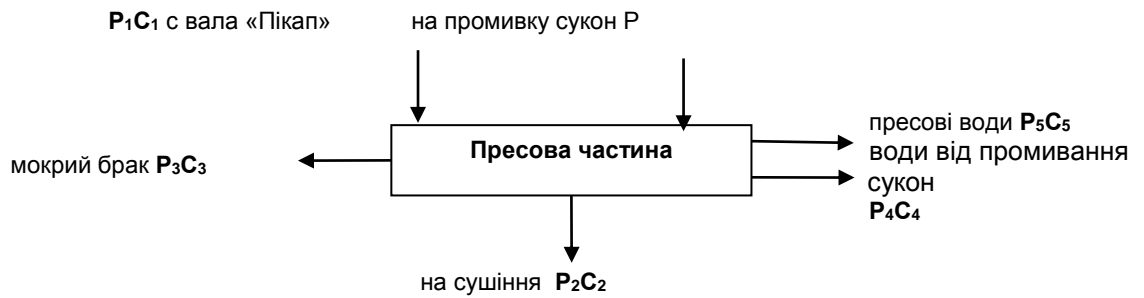 P₁C₁ с вала «Пікап»
на промивку сукон Р
Пресова частина
мокрий брак P₃C₃
пресові води P₅C₅
води від промивання
сукон
P₄C₄
на сушіння P₂C₂